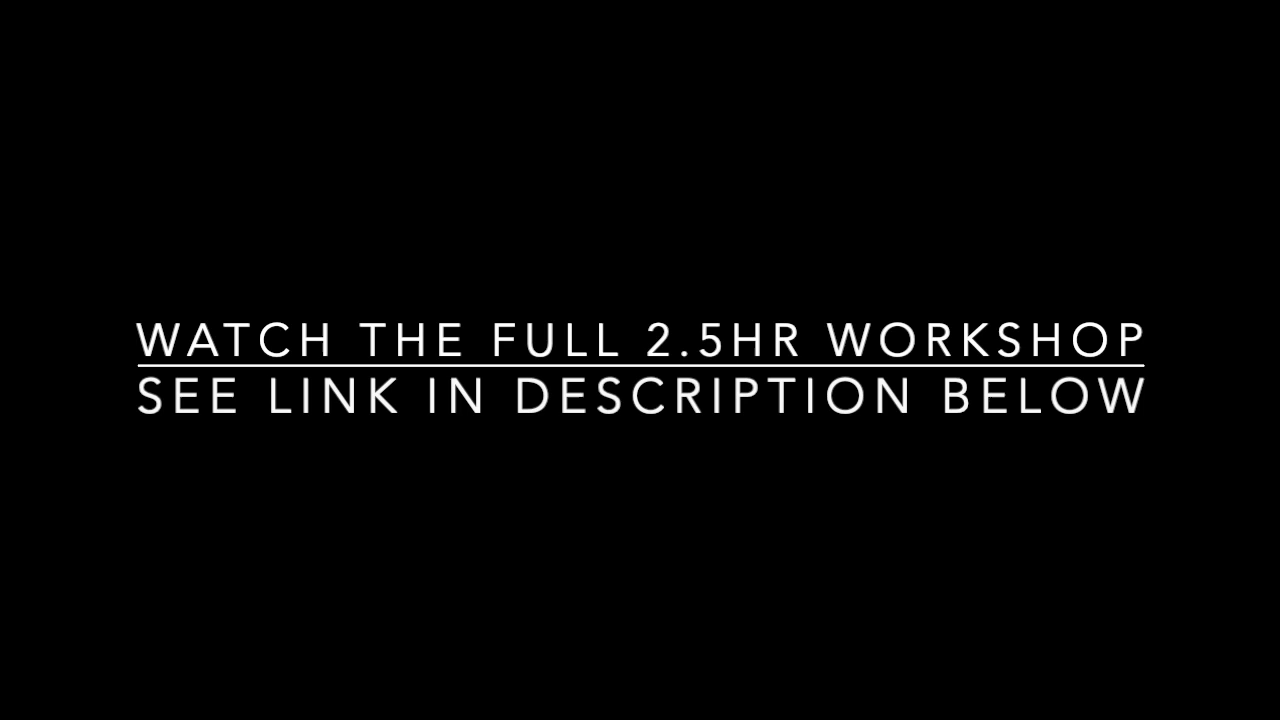 WATCH THE FULL 2.5HR WORKSHOP
SEE LINK IN DESCRIPTION BELOW